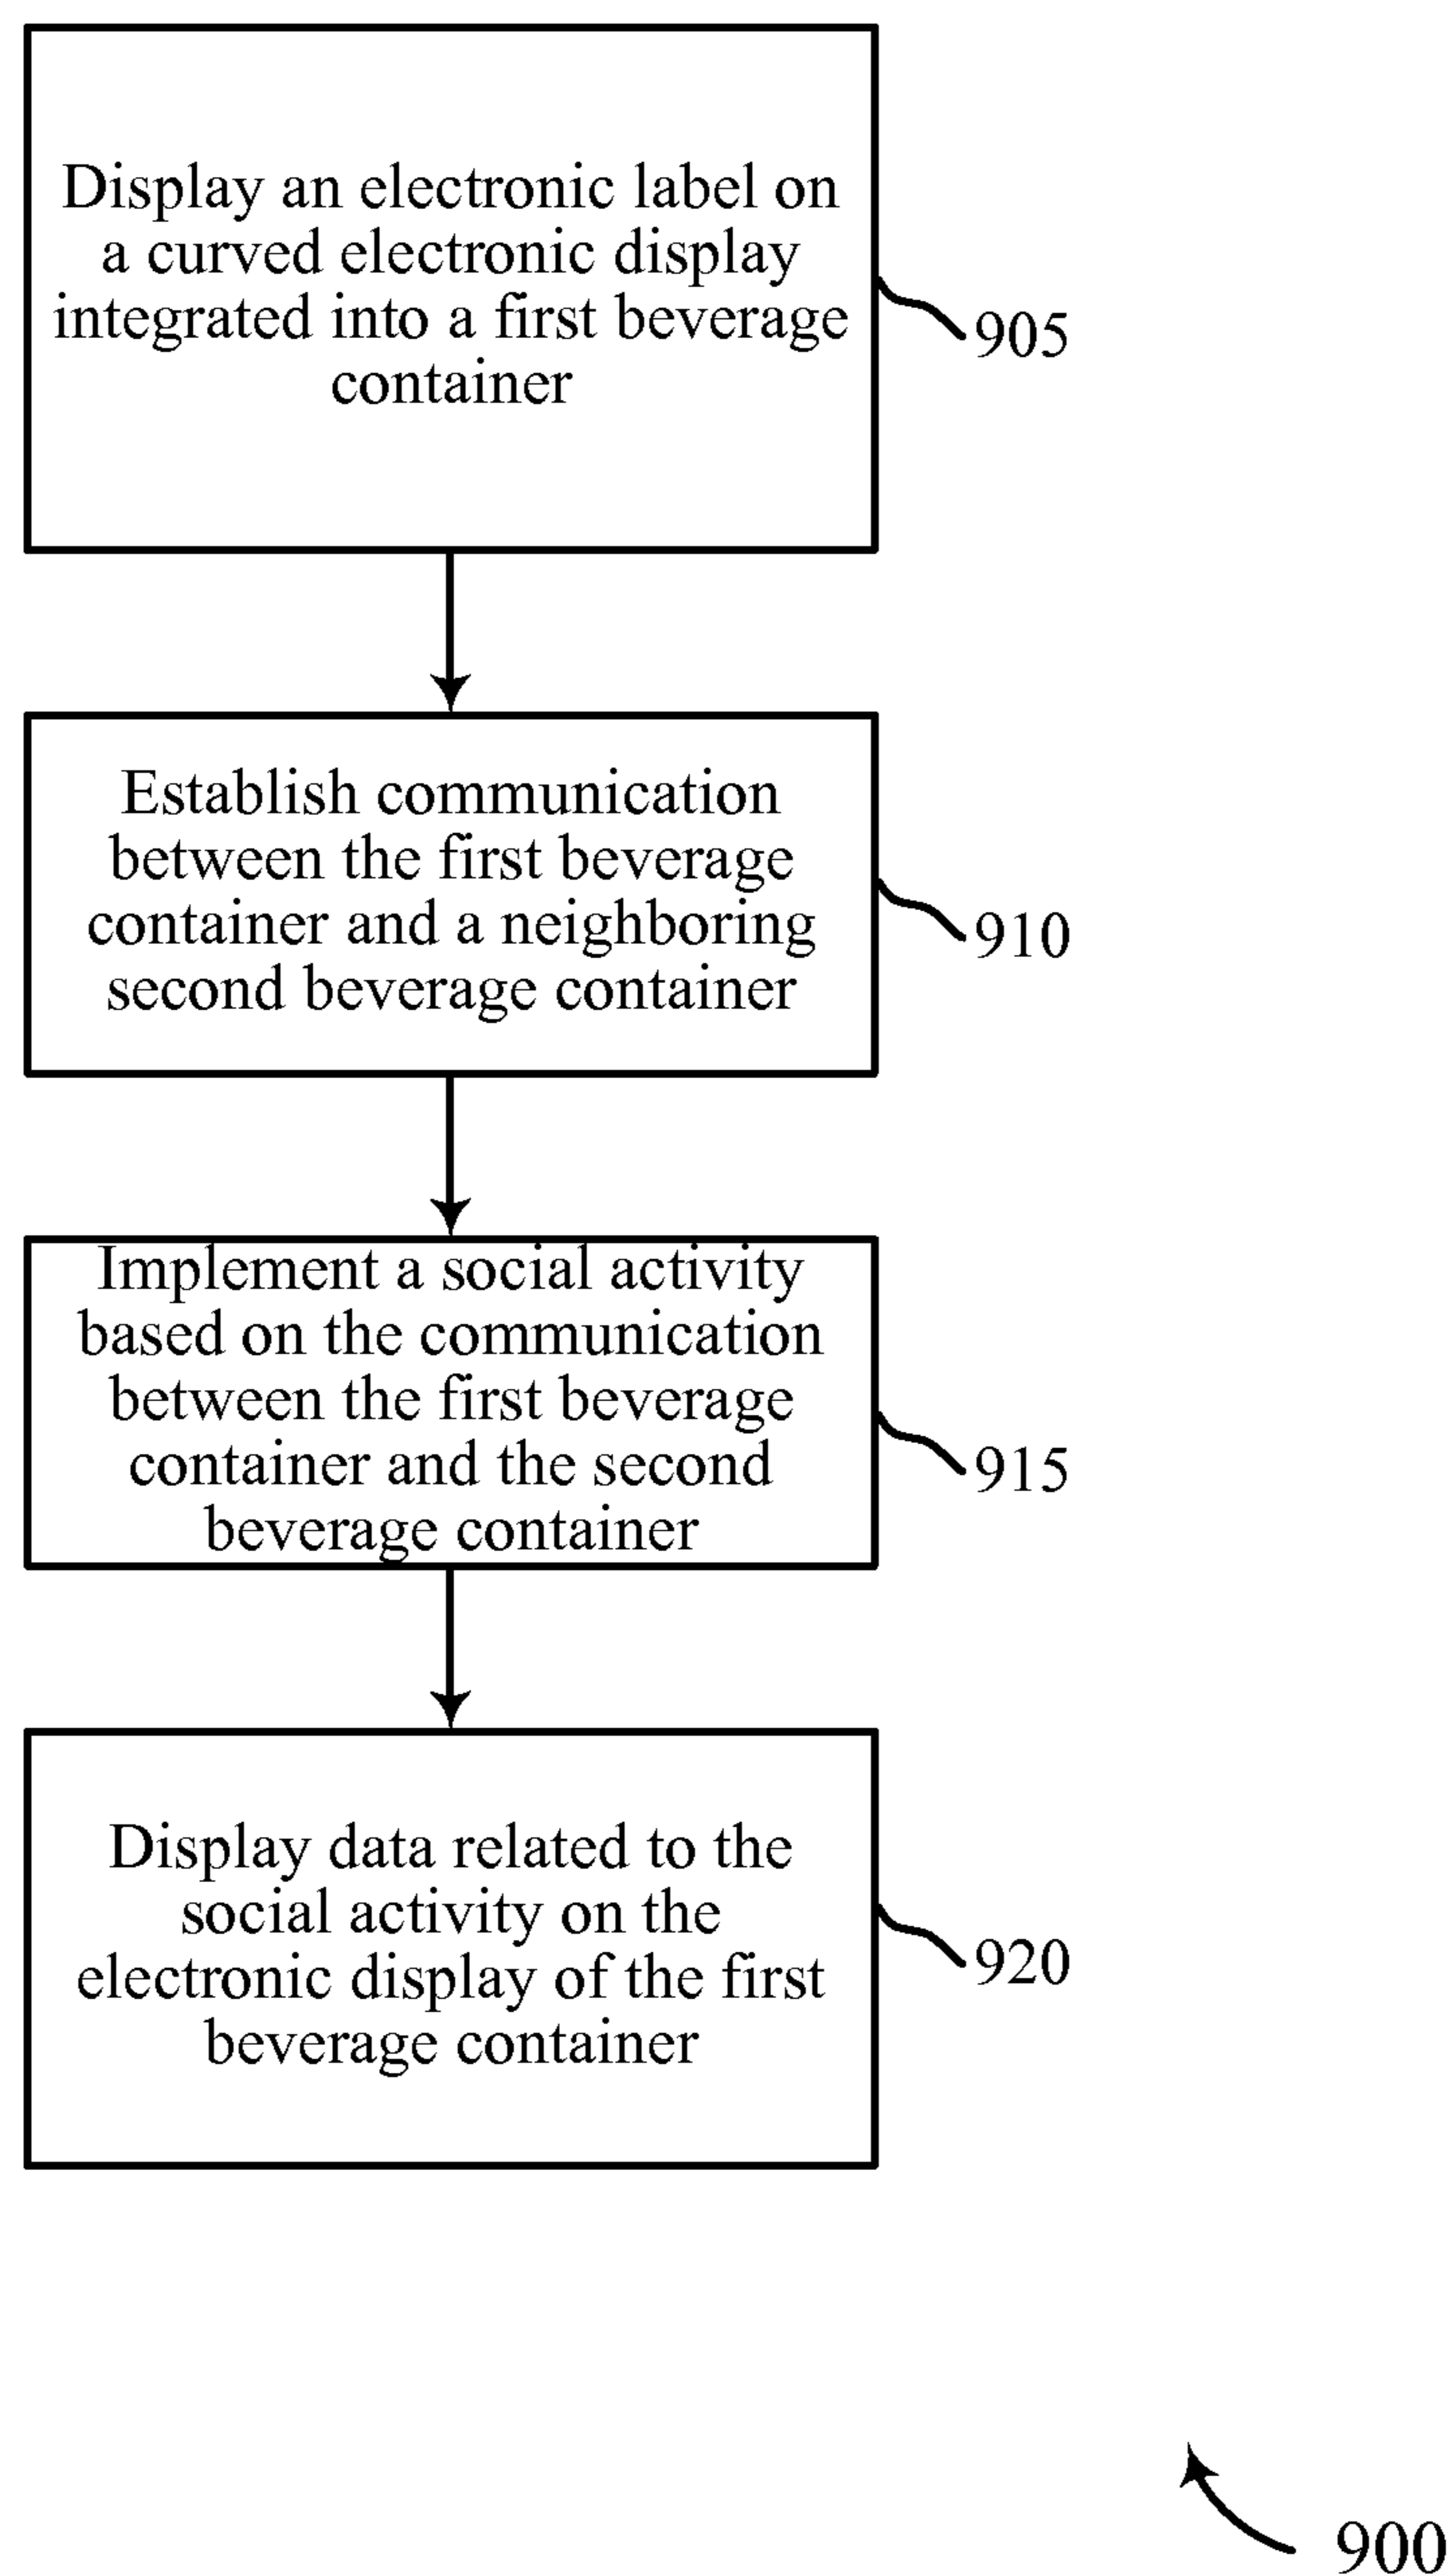 Display an electronic label on
a curved electronic display
integrated into a first beverage
container
905
Establish communication
between the first beverage
container and a neighboring
second beverage container
910
Implement a social activity
based on the communication
between the first beverage
container and the second
beverage container
915
Display data related to the
social activity on the
electronic display of the first
beverage container
920
900